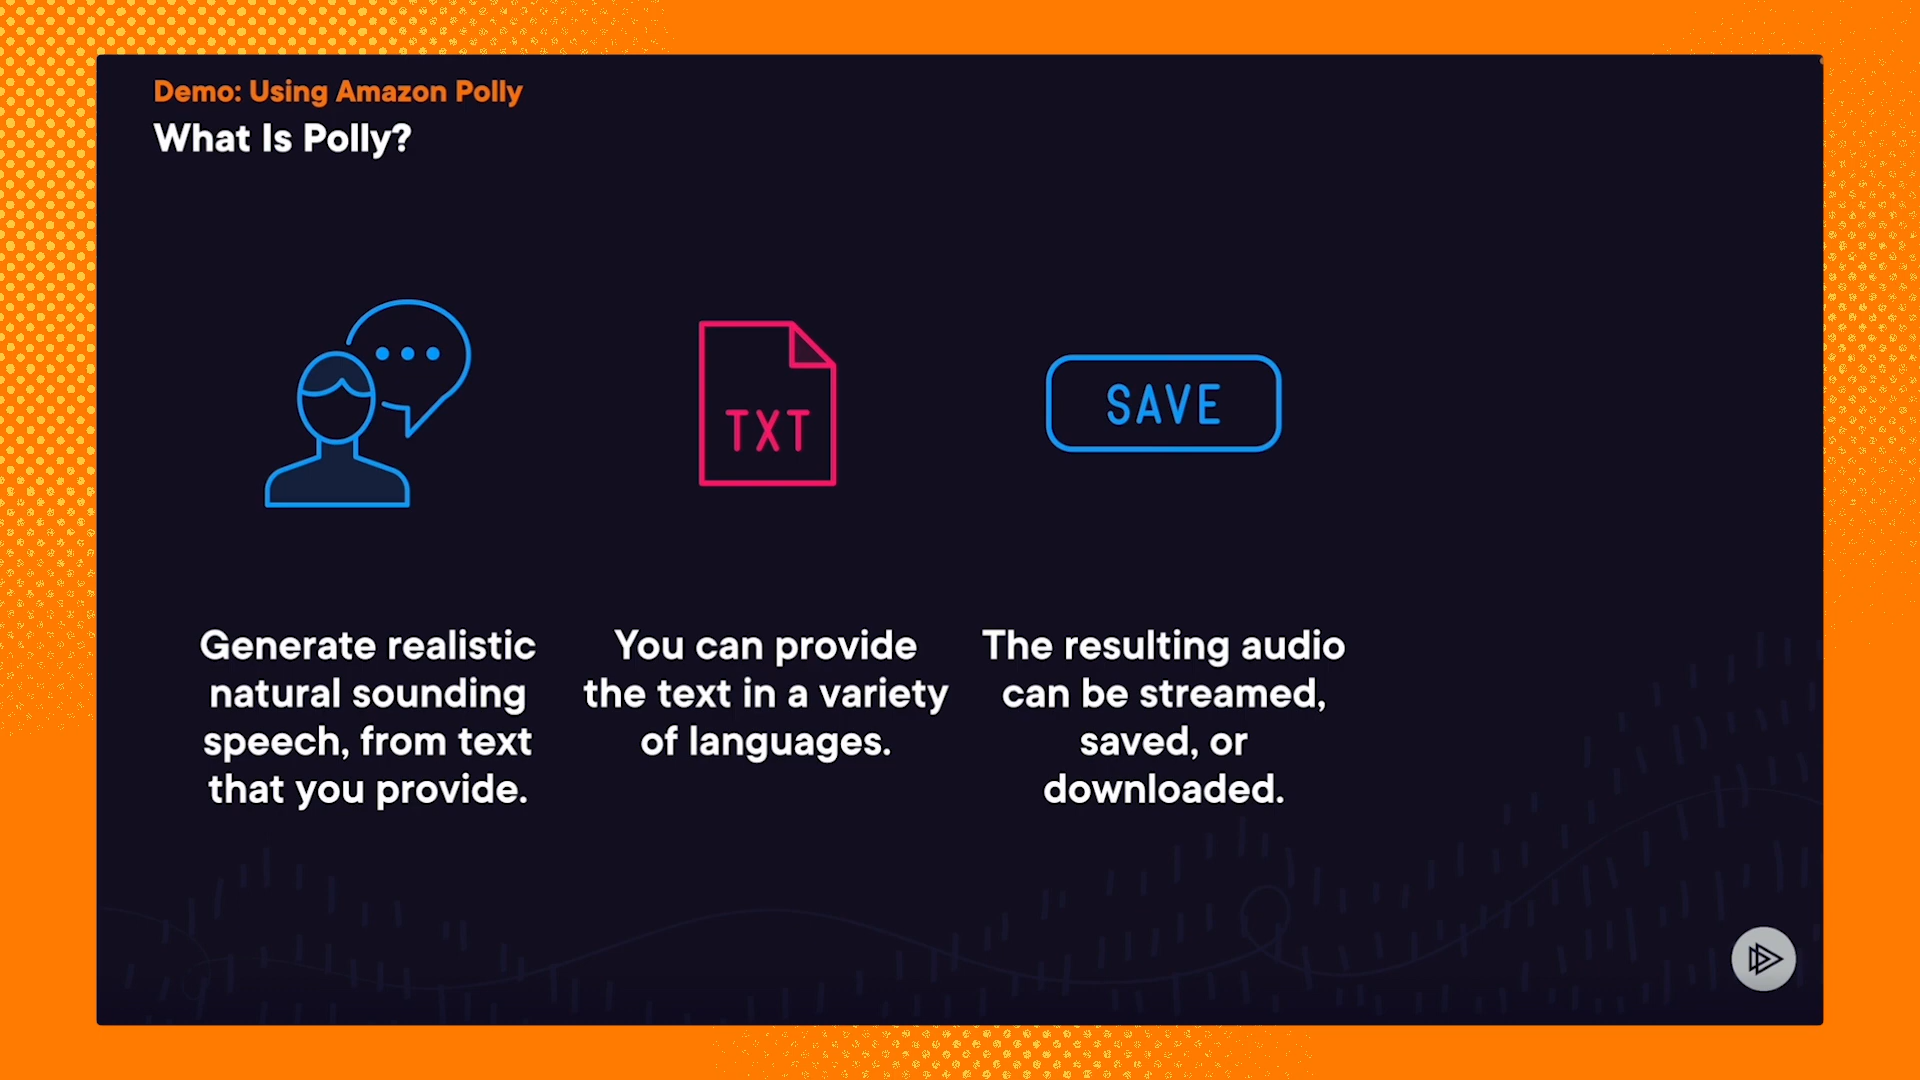 Demo: Using Amazon Polly
What Is Polly?
TXT
SAVE
Generate realistic
natural sounding
speech, from text
that you provide.
You can provide
the text in a variety
of languages.
The resulting audio
can be streamed,
saved, or
downloaded.